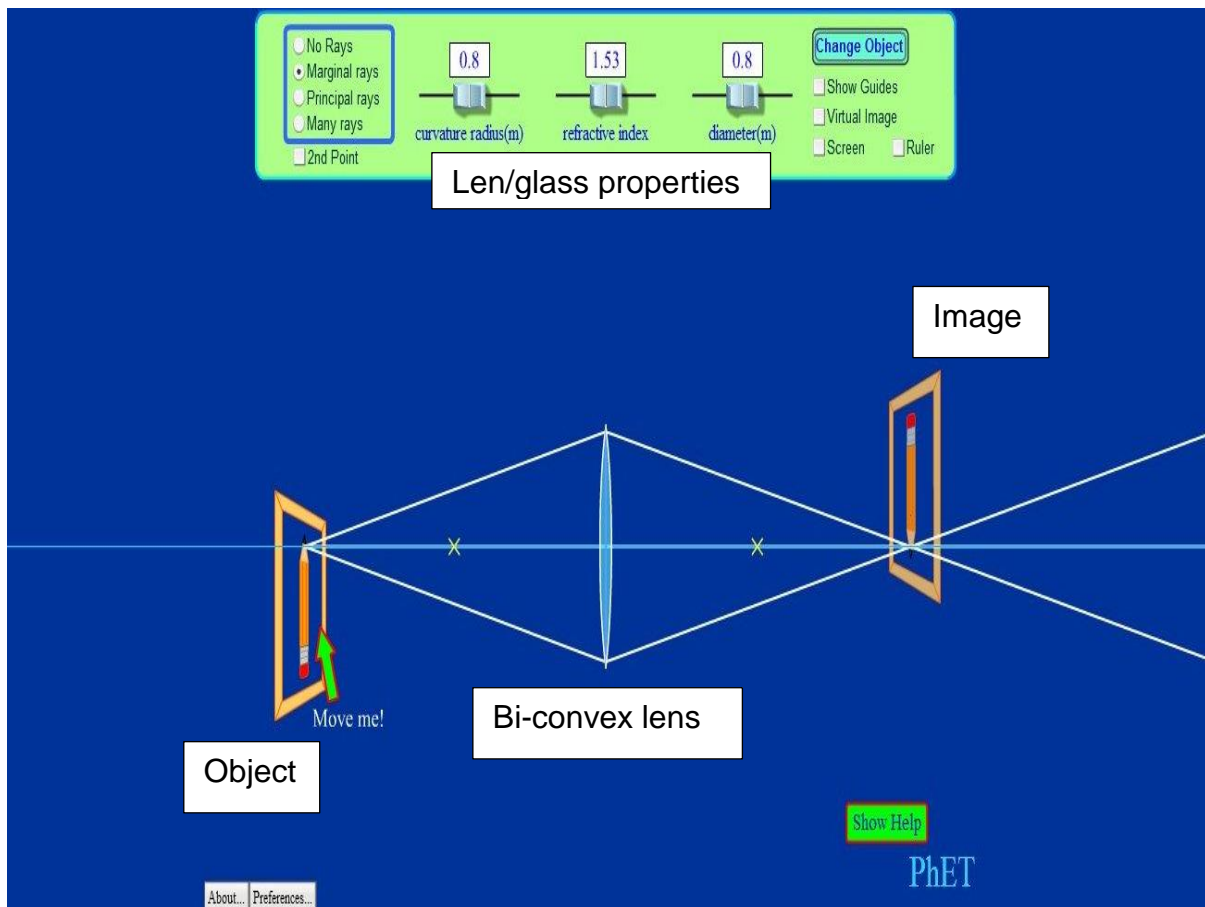 No Rays
Marginal rays
Principal rays
Many rays
2nd Point
0.8
curvature radius(m)
1.53
refractive index
0.8
diameter(m)
Change Object
Show Guides
Virtual Image
Screen
Ruler
Len/glass properties
Image
Move me!
Bi-convex lens
Object
Show Help
PhET
About...
Preferences...